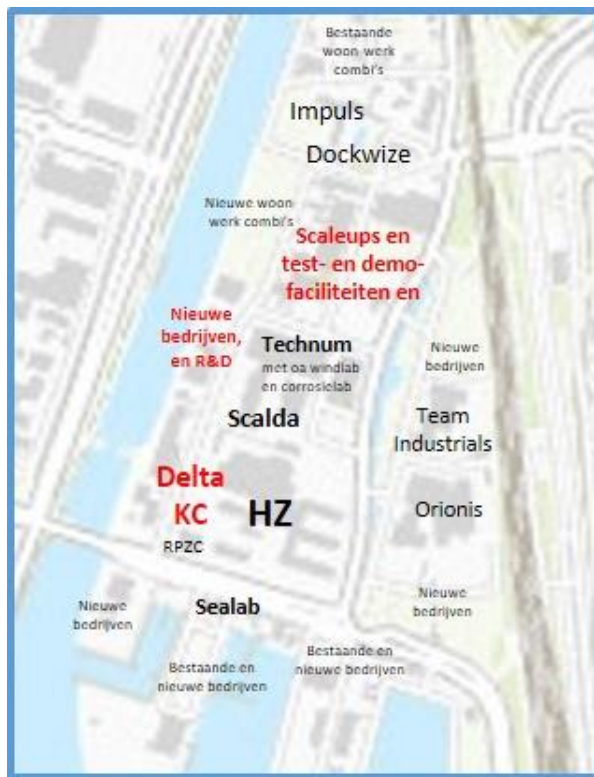 Bestaande
woon-werk
combi's
Impuls
Dockwize
Nieuwe woon-
werk combi's
Scaleups en
test- en demo-
faciliteiten en
Nieuwe
bedrijven,
en R&D
Technum
met oa windlab
en corrosielab
Nieuwe
bedrijven
Scalda
Team
Industrials
Delta
KC
HZ
Orionis
RPZC
Nieuwe
bedrijven
Sealab
Nieuwe
bedrijven
Bestaande en
nieuwe bedrijven
Bestaande en
nieuwe bedrijven